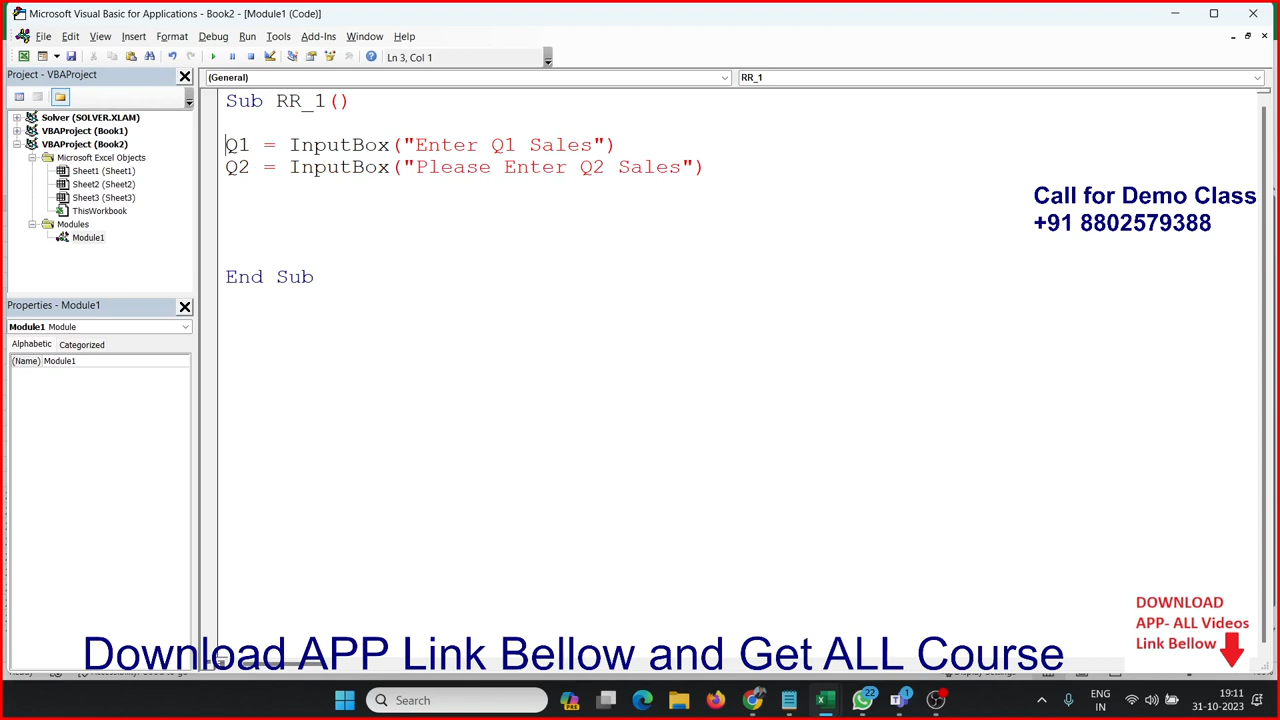 Microsoft Visual Basic for Applications - Book2 - [Module1 (Code)]
File Edit View Insert Format Debug Run Tools Add-Ins Window Help
Ln 3, Col 1
Project - VBAProject
(General)
RR_1
Solver (SOLVER.XLAM)
VBAProject (Book1)
VBAProject (Book2)
Microsoft Excel Objects
Sheet1 (Sheet1)
Sheet2 (Sheet2)
Sheet3 (Sheet3)
ThisWorkbook
Modules
Module1
Sub RR_1()
Q1 = InputBox("Enter Q1 Sales")
Q2 = InputBox("Please Enter Q2 Sales")
End Sub
Call for Demo Class
+91 8802579388
Properties - Module1
Module1 Module
Alphabetic Categorized
(Name) Module1
DOWNLOAD
APP- ALL Videos
Link Bellow
Download APP Link Bellow and Get ALL Course
Search
PRE
22
1
ENG
IN
19:11
31-10-2023